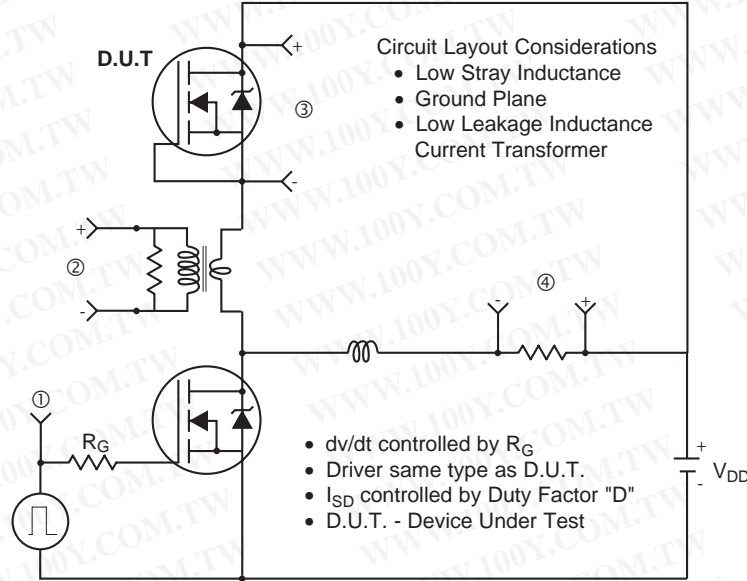 D.U.T
+
③
-
Circuit Layout Considerations
• Low Stray Inductance
• Ground Plane
• Low Leakage Inductance
Current Transformer
+
②
-
-
④
+
①
RG
• dv/dt controlled by RG
• Driver same type as D.U.T.
• ISD controlled by Duty Factor "D"
• D.U.T. - Device Under Test
+
VDD
-
WWW.100Y.COM.TW